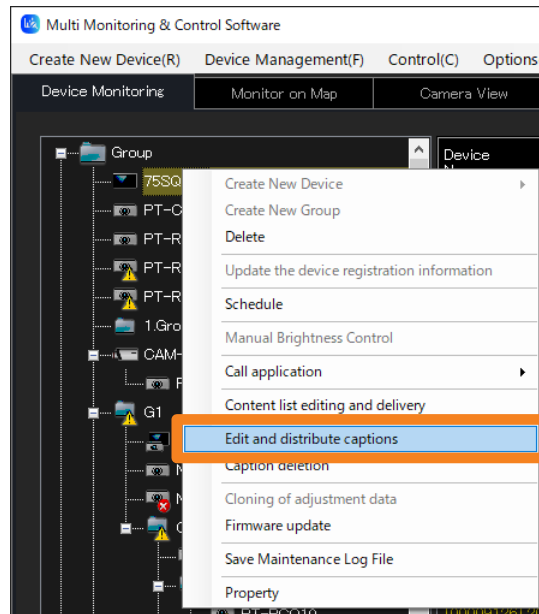 Multi Monitoring & Control Software
Create New Device(R) Device Management(F) Control(C) Options
Device Monitoring Monitor on Map Camera View
Group
Device
75SQ
Create New Device
PT-C
Create New Group
PT-R
Delete
PT-R
Update the device registration information
PT-R
Schedule
1.Gro
Manual Brightness Control
CAM-
Call application
Content list editing and delivery
G1
Edit and distribute captions
Caption deletion
Cloning of adjustment data
Firmware update
Save Maintenance Log File
Property